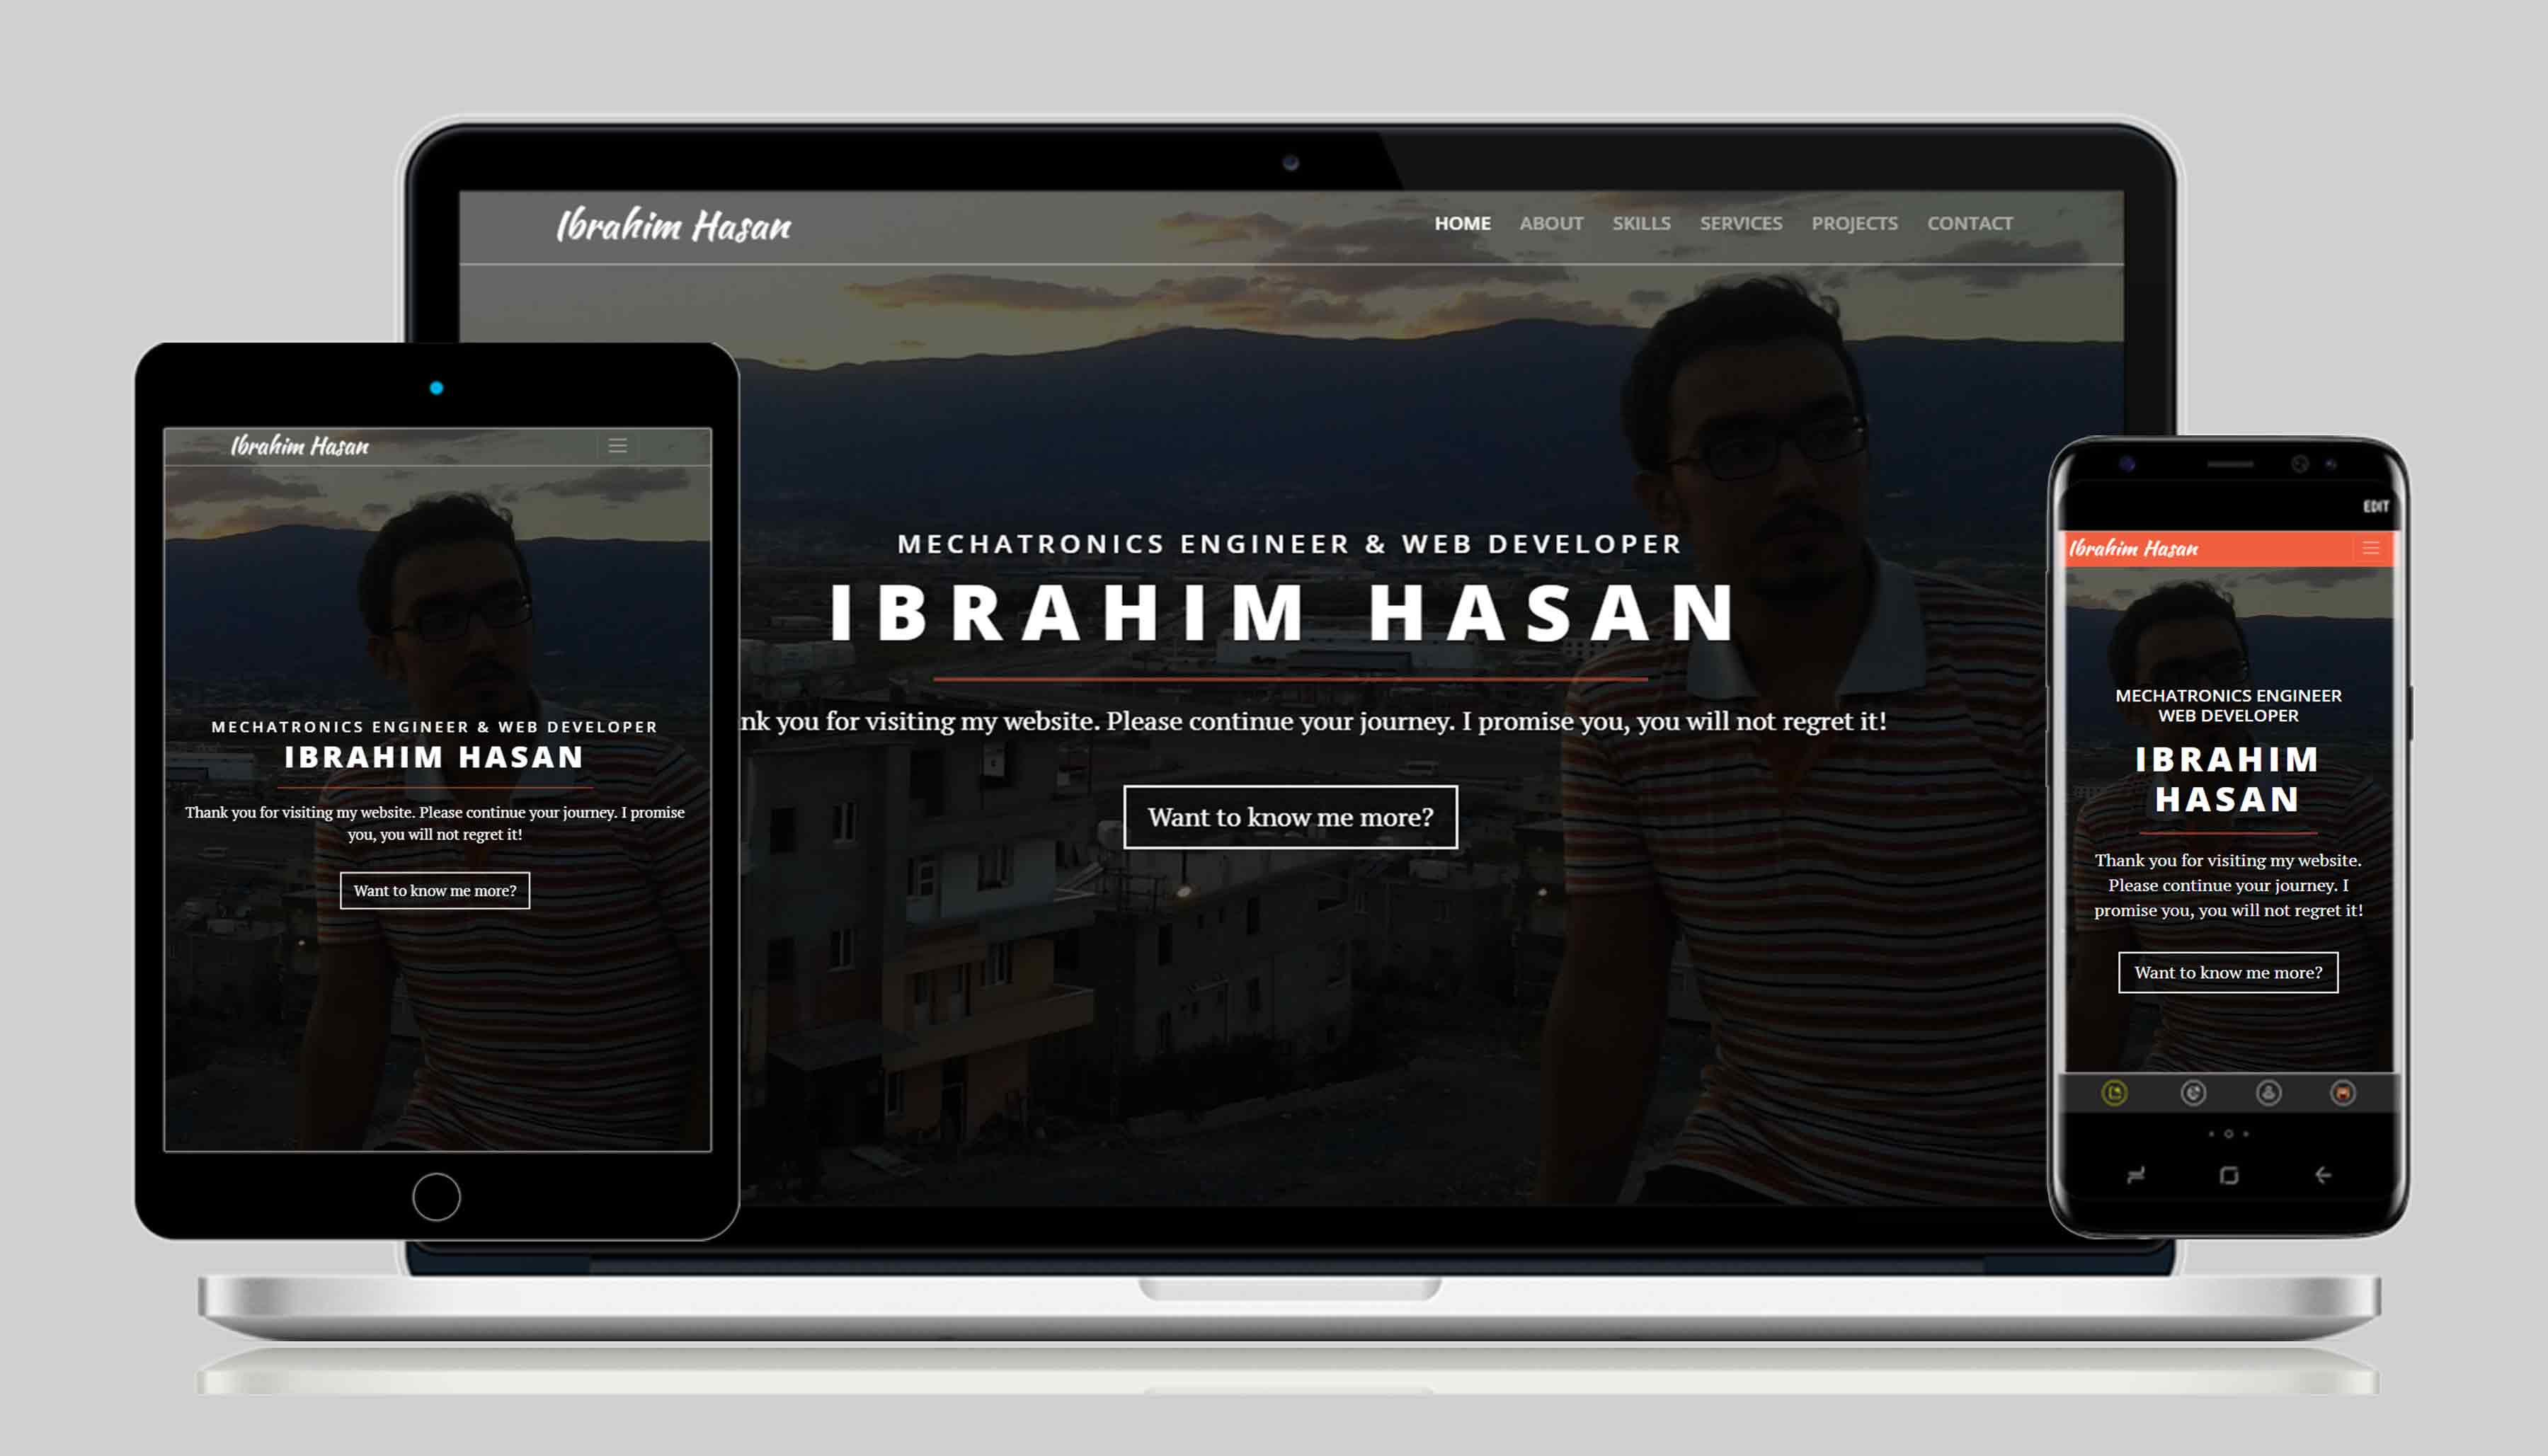 Ibrahim Hasan
HOME ABOUT SKILLS SERVICES PROJECTS CONTACT
MECHATRONICS ENGINEER & WEB DEVELOPER
IBRAHIM HASAN
you for visiting my website. Please continue your journey. I promise you, you will not regret it!
Want to know me more?
Ibrahim Hasan
MECHATRONICS ENGINEER & WEB DEVELOPER
IBRAHIM HASAN
Thank you for visiting my website. Please continue your journey. I promise
you, you will not regret it!
Want to know me more?
EDIT
Ibrahim Hasan
MECHATRONICS ENGINEER
WEB DEVELOPER
IBRAHIM
HASAN
Thank you for visiting my website.
Please continue your journey. I
promise you, you will not regret it!
Want to know me more?